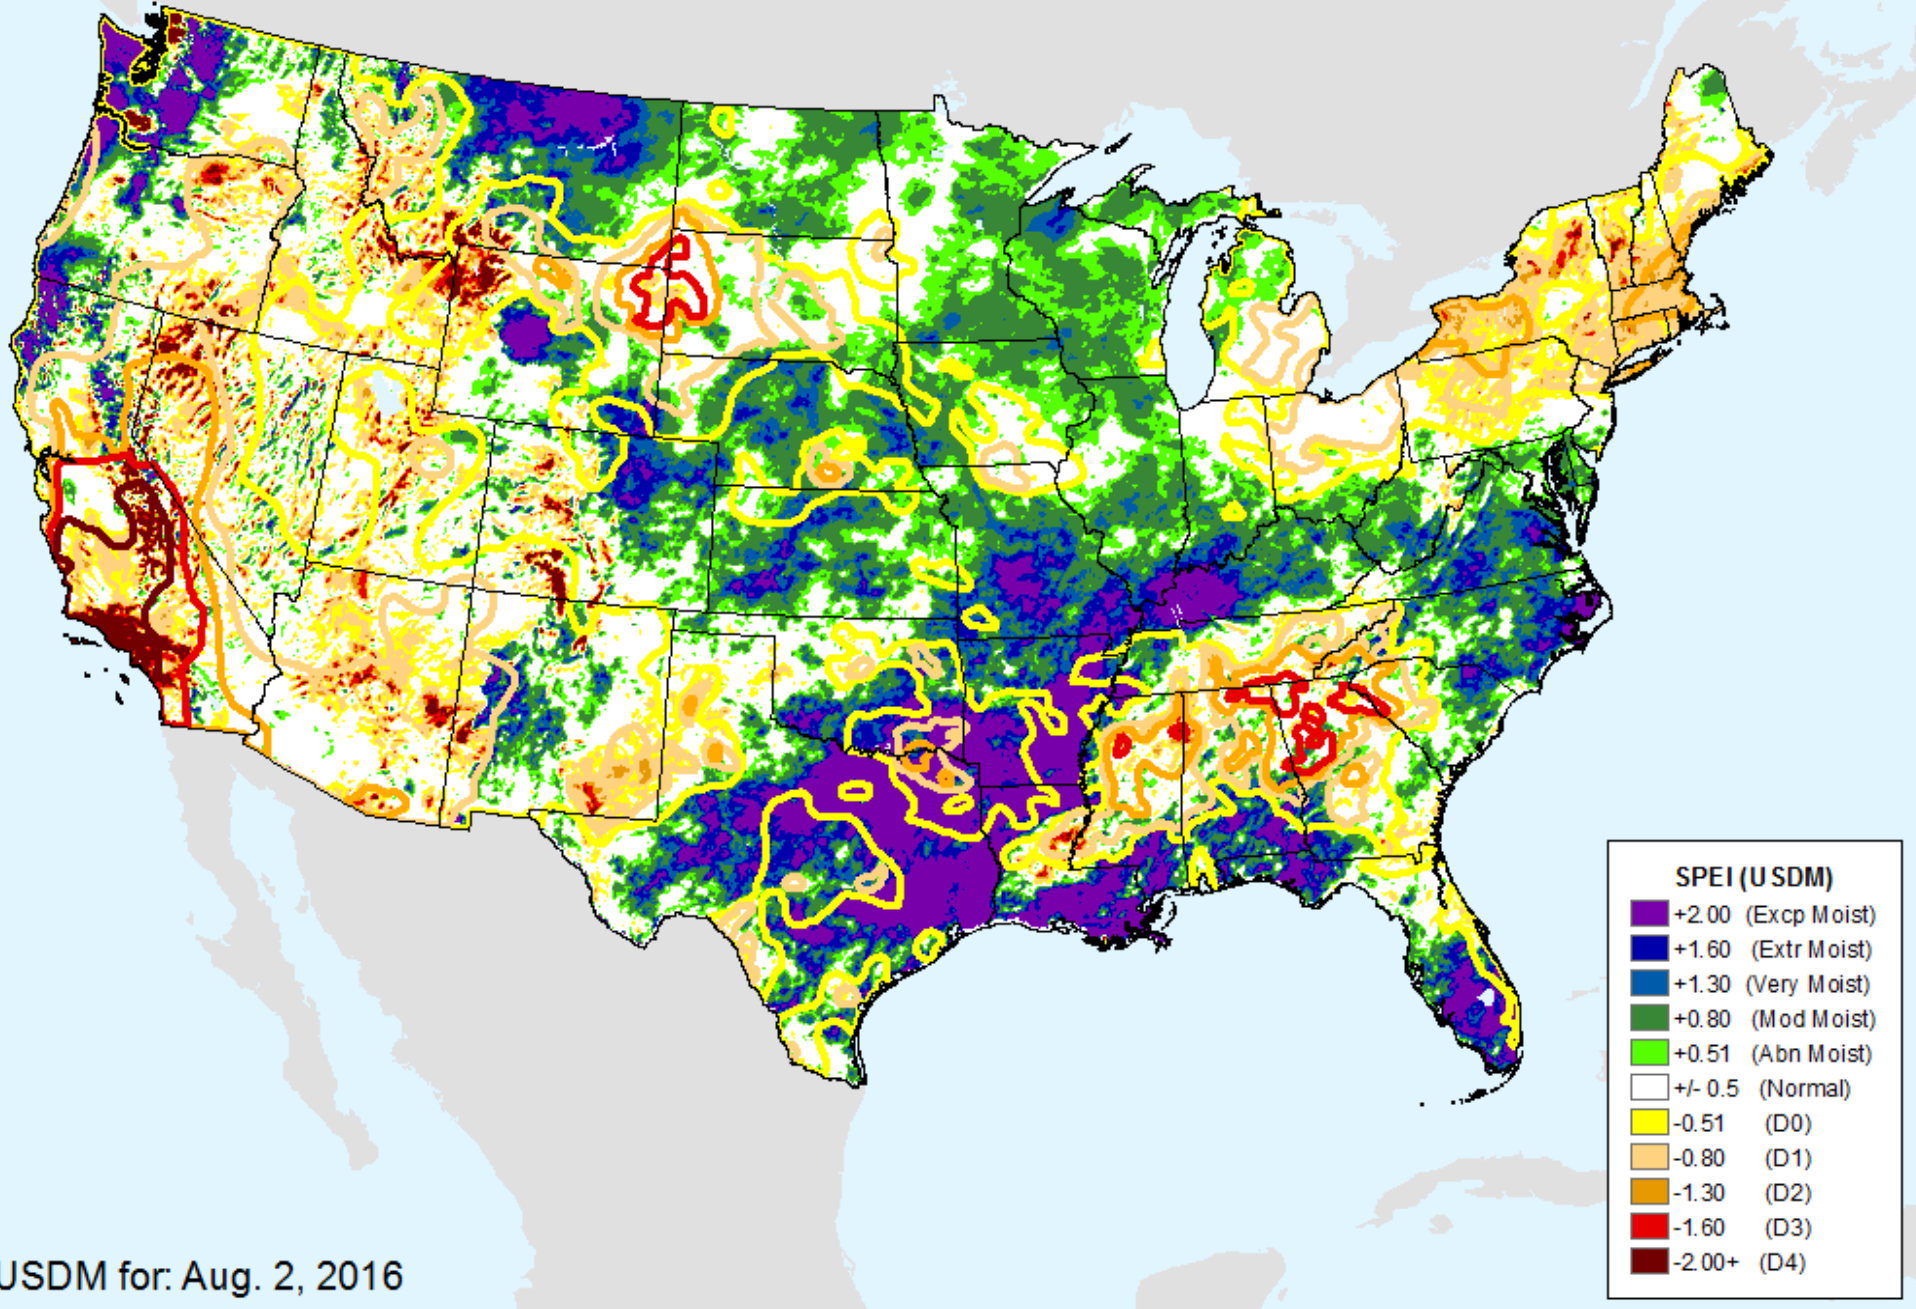 SPEI (USDM)
+2.00 (Excp Moist)
+1.60 (Extr Moist)
+1.30 (Very Moist)
+0.80 (Mod Moist)
+0.51 (Abn Moist)
+/- 0.5 (Normal)
-0.51 (D0)
-0.80 (D1)
-1.30 (D2)
-1.60 (D3)
-2.00+ (D4)
USDM for: Aug. 2, 2016